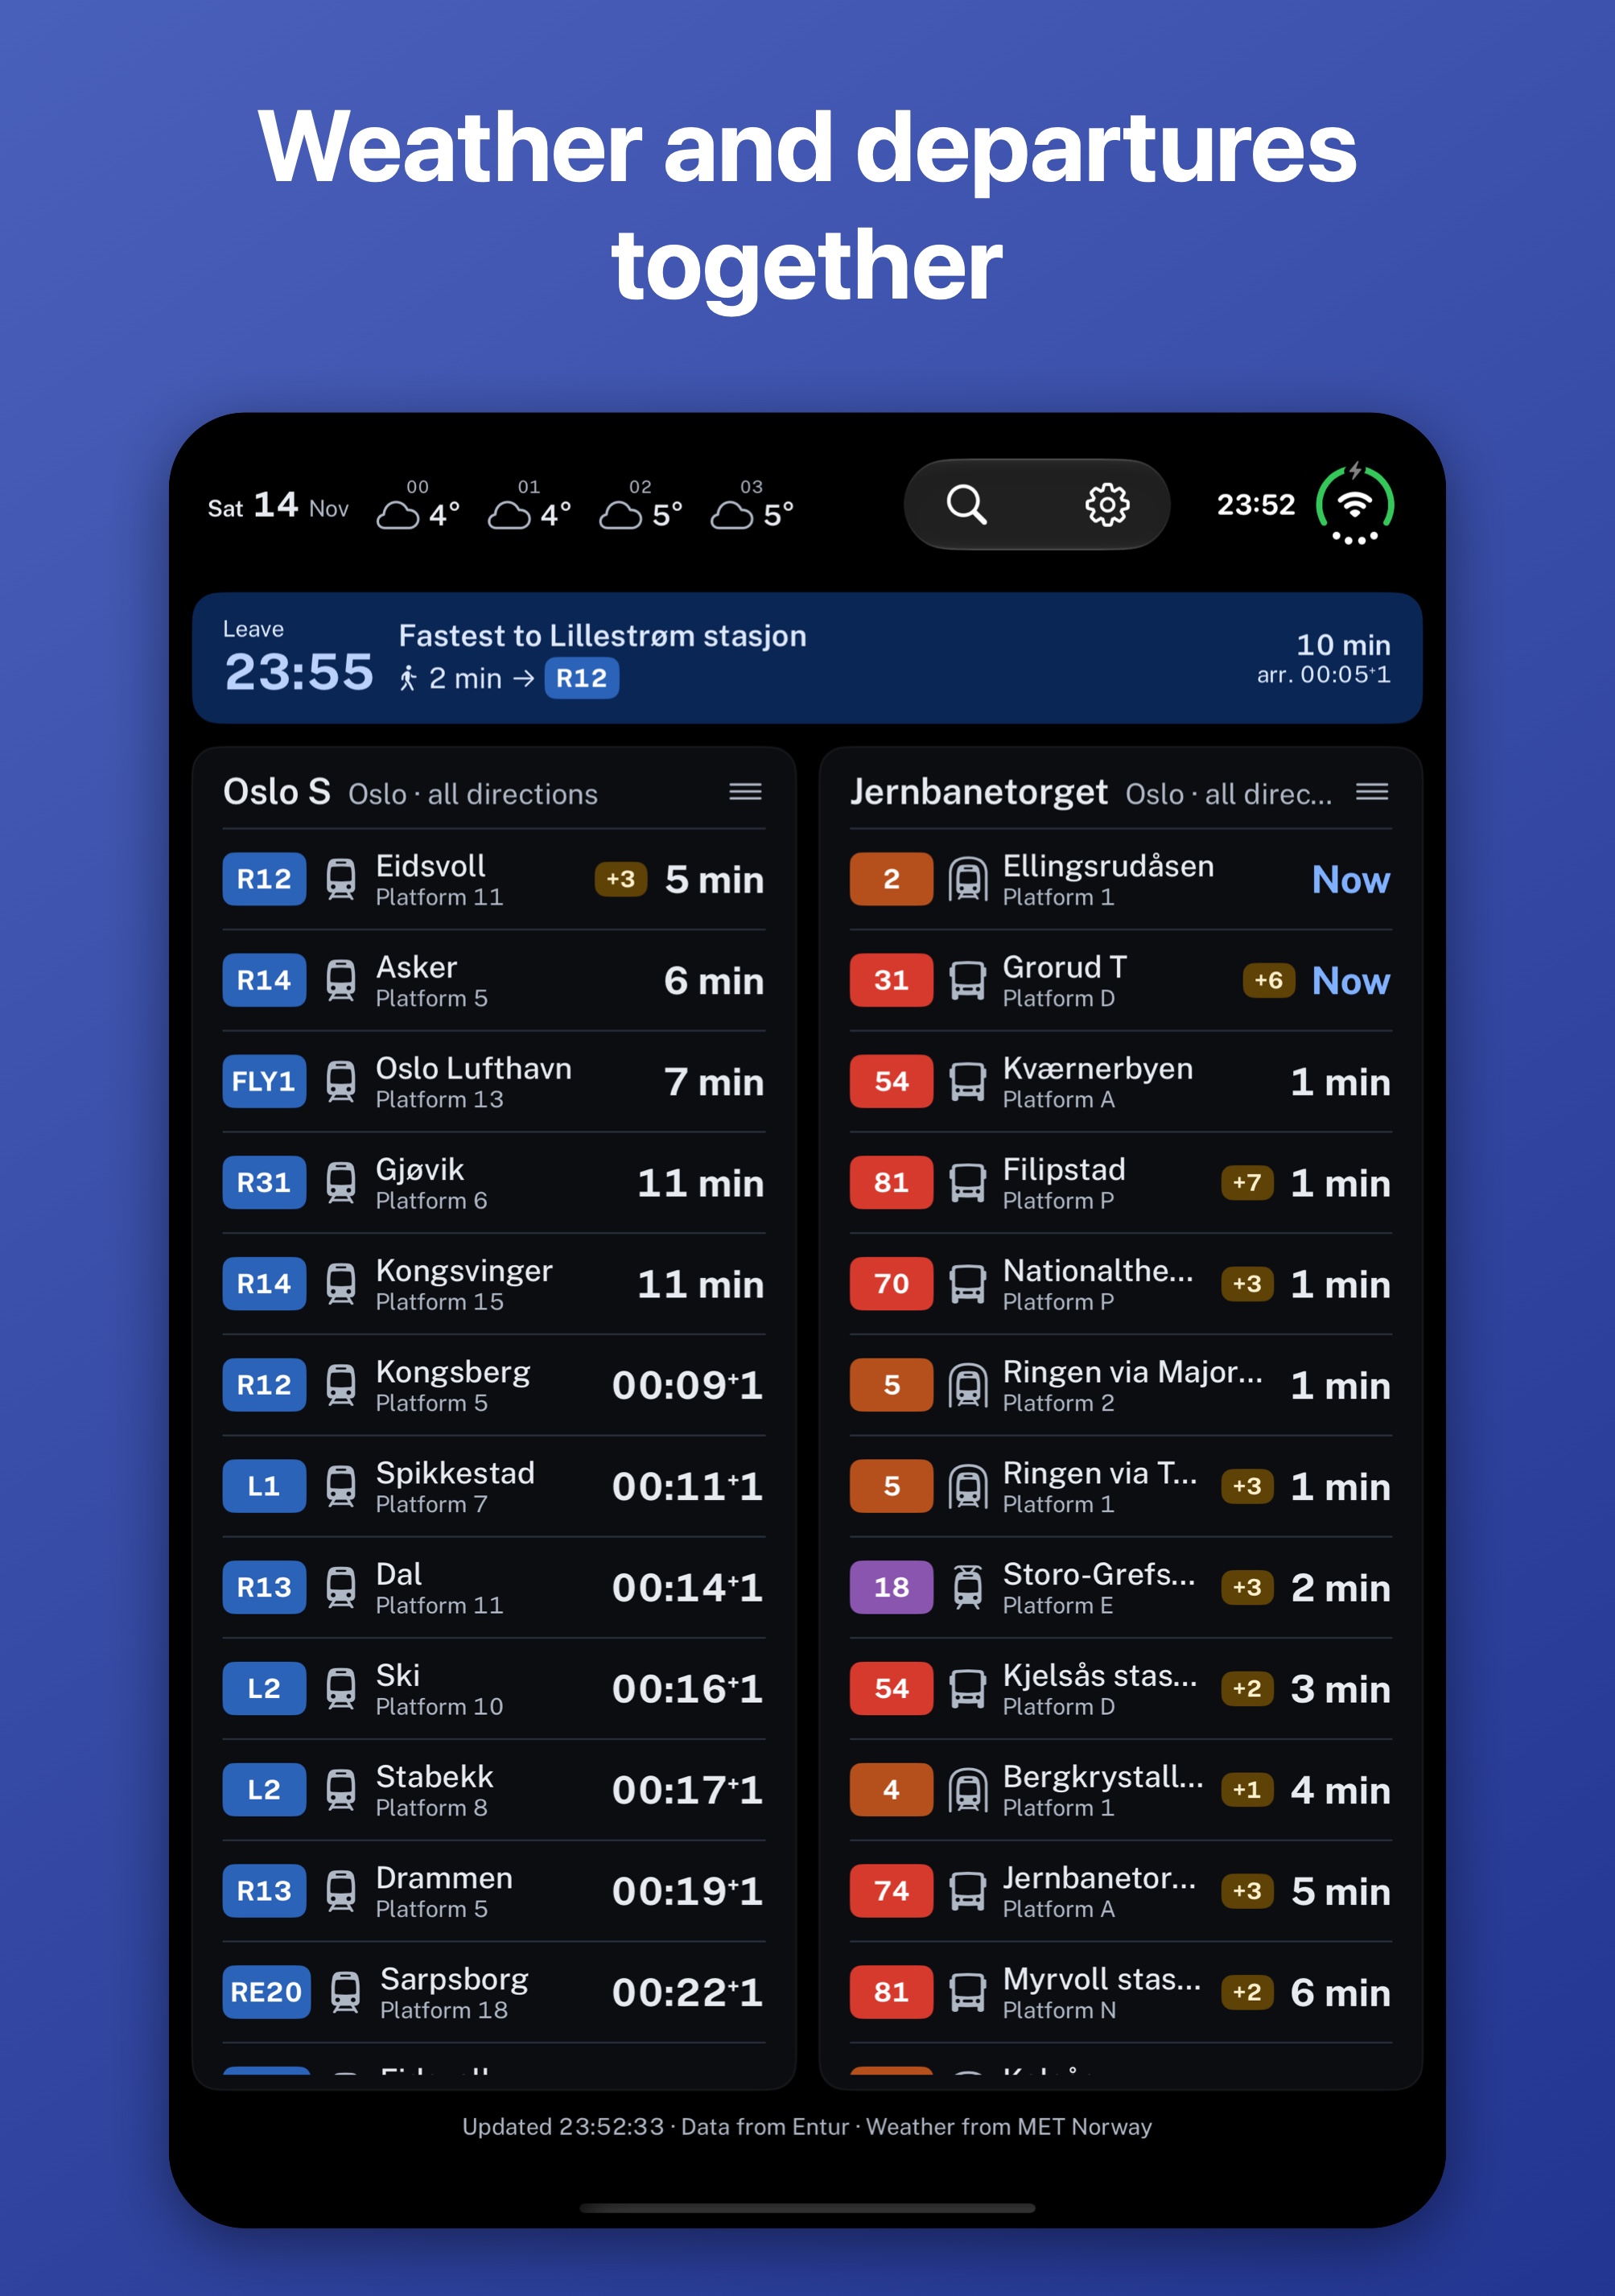 Weather and departures
together
Sat 14 Nov
00
4°
01
4°
02
5°
03
5°
23:52
Leave
23:55
Fastest to Lillestrøm stasjon
2 min → R12
10 min
arr. 00:05+1
Oslo S Oslo · all directions
R12 Eidsvoll +3 5 min
Platform 11
R14 Asker 6 min
Platform 5
FLY1 Oslo Lufthavn 7 min
Platform 13
R31 Gjøvik 11 min
Platform 6
R14 Kongsvinger 11 min
Platform 15
R12 Kongsberg 00:09+1
Platform 5
L1 Spikkestad 00:11+1
Platform 7
R13 Dal 00:14+1
Platform 11
L2 Ski 00:16+1
Platform 10
L2 Stabekk 00:17+1
Platform 8
R13 Drammen 00:19+1
Platform 5
RE20 Sarpsborg 00:22+1
Platform 18
Jernbanetorget Oslo · all direc...
2 Ellingsrudåsen Now
Platform 1
31 Grorud T +6 Now
Platform D
54 Kværnerbyen 1 min
Platform A
81 Filipstad +7 1 min
Platform P
70 Nationalthe... +3 1 min
Platform P
5 Ringen via Major... 1 min
Platform 2
5 Ringen via T... +3 1 min
Platform 1
18 Storo-Grefs... +3 2 min
Platform E
54 Kjelsås stas... +2 3 min
Platform D
4 Bergkrystall... +1 4 min
Platform 1
74 Jernbanetor... +3 5 min
Platform A
81 Myrvoll stas... +2 6 min
Platform N
Updated 23:52:33 · Data from Entur · Weather from MET Norway